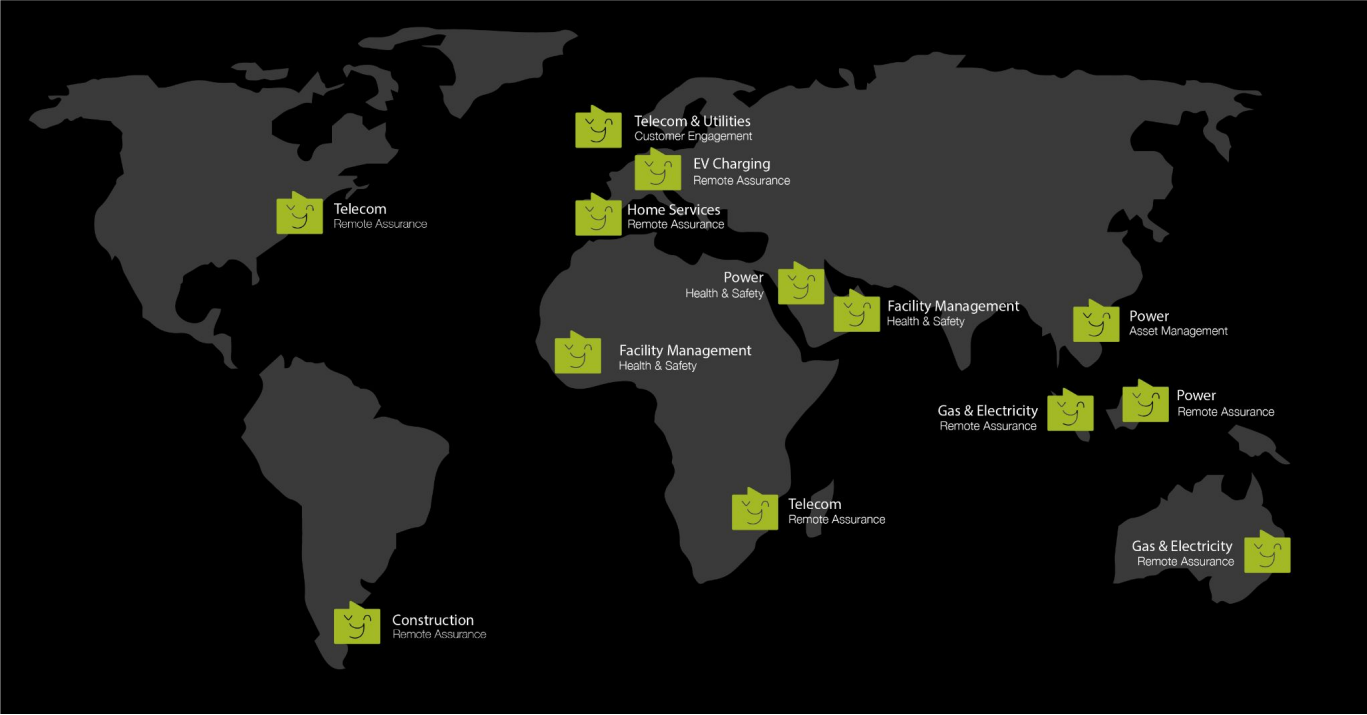 Telecom & Utilities
Customer Engagement
EV Charging
Remote Assurance
Telecom
Remote Assurance
Home Services
Remote Assurance
Power
Health & Safety
Facility Management
Health & Safety
Power
Asset Management
Facility Management
Health & Safety
Power
Remote Assurance
Gas & Electricity
Remote Assurance
Telecom
Remote Assurance
Gas & Electricity
Remote Assurance
Construction
Remote Assurance